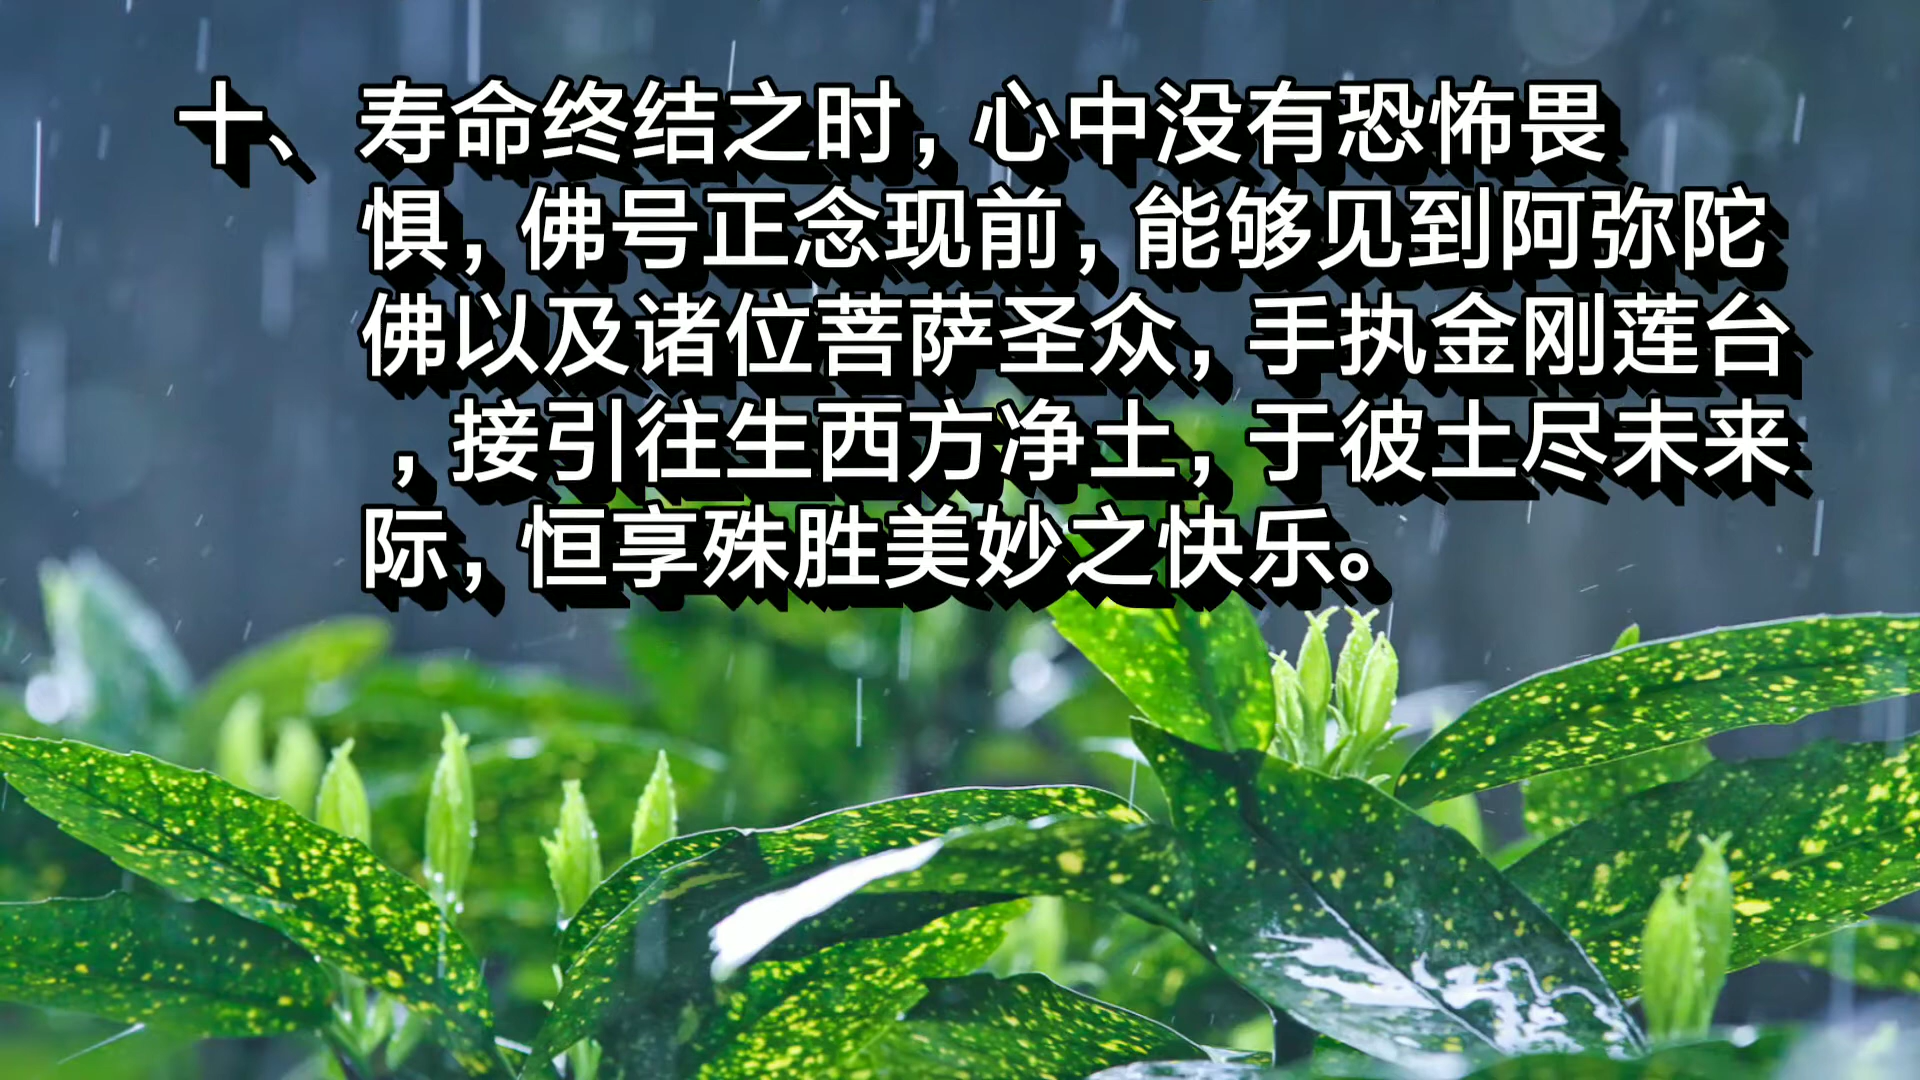 十、寿命终结之时，心中没有恐怖畏
惧，佛号正念现前，能够见到阿弥陀
佛以及诸位菩萨圣众，手执金刚莲台
，接引往生西方净土，于彼土尽未来
际，恒享殊胜美妙之快乐。